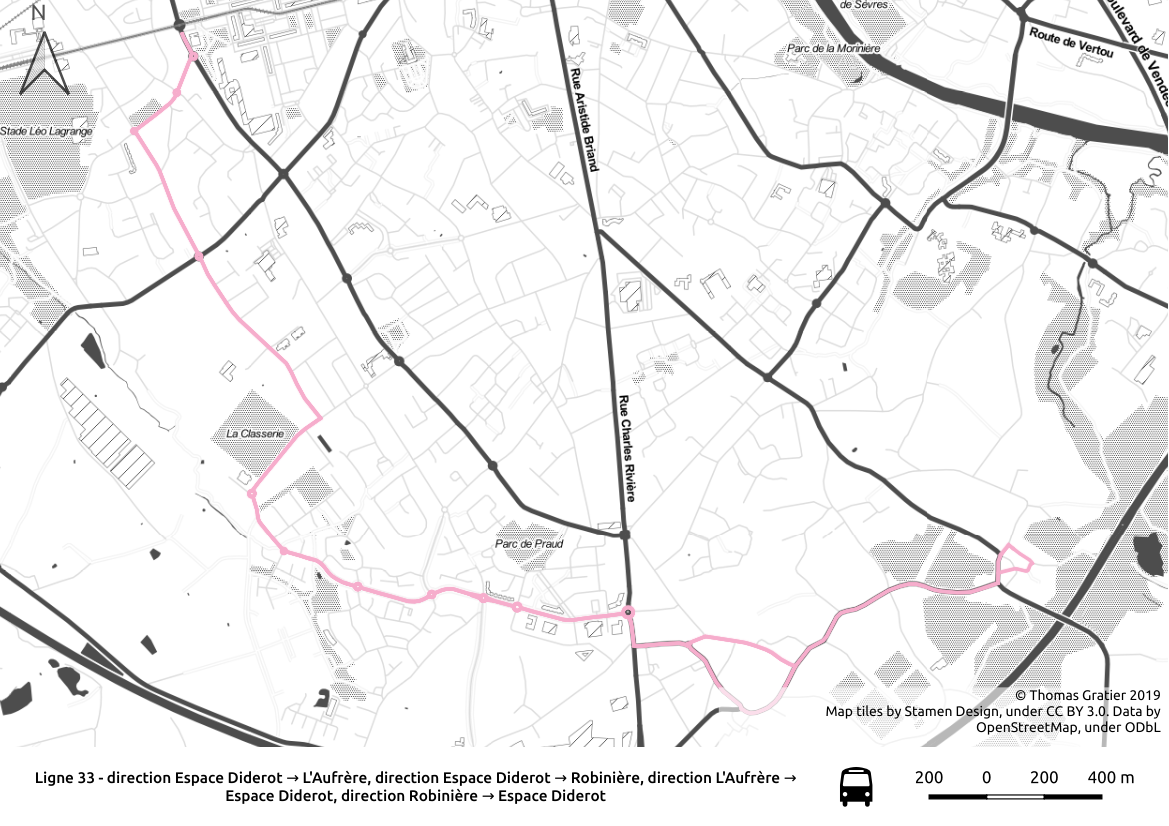 N
de Sèvres
Parc de la Morinière
Route de Vertou
Stade Léo Lagrange
Rue Aristide Briand
Rue Charles Rivière
La Classerie
Parc de Praud
© Thomas Gratier 2019
Map tiles by Stamen Design, under CC BY 3.0. Data by
OpenStreetMap, under ODbL
Ligne 33 - direction Espace Diderot → L'Aufrère, direction Espace Diderot → Robinière, direction L'Aufrère →
Espace Diderot, direction Robinière → Espace Diderot
200 0 200 400 m